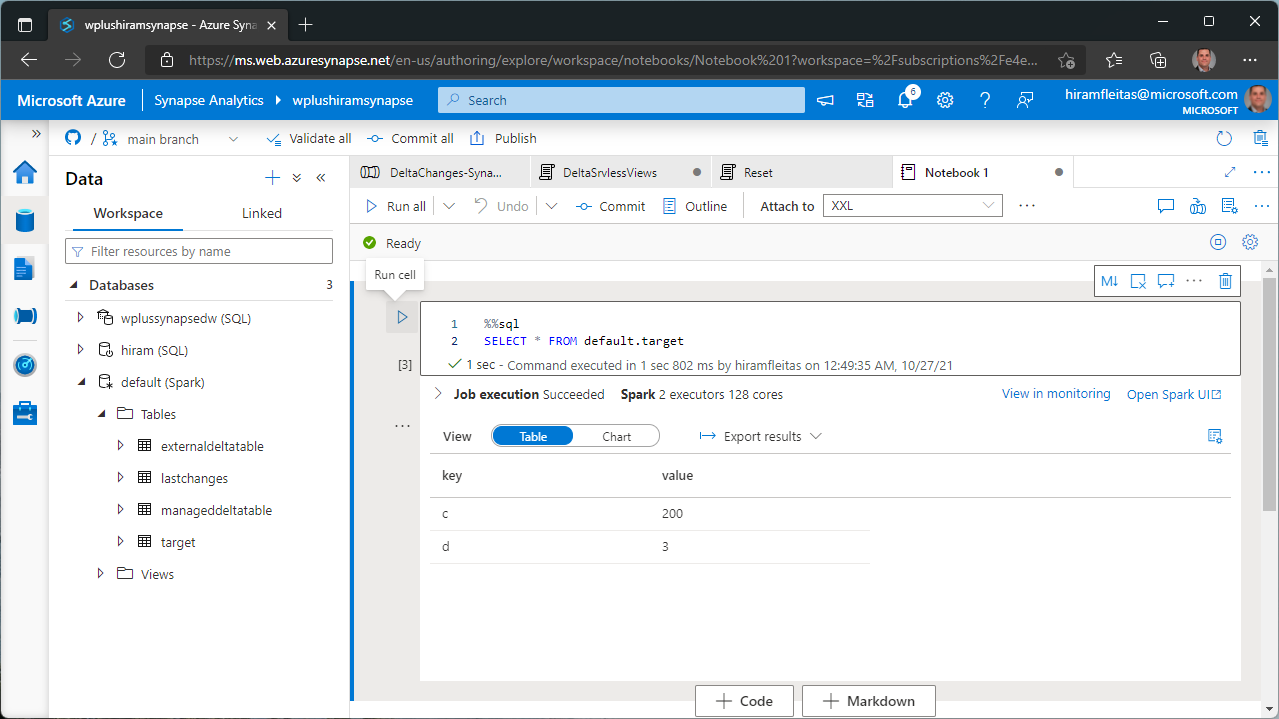 wplushiramsynapse - Azure Syna
https://ms.web.azuresynapse.net/en-us/authoring/explore/workspace/notebooks/Notebook%201?workspace=%2Fsubscriptions%2Fe4e...
Microsoft Azure
Synapse Analytics
wplushiramsynapse
Search
6
hiramfleitas@microsoft.com
MICROSOFT
/ main branch
Validate all
Commit all
Publish
Data
Workspace
Linked
Filter resources by name
Databases
3
wplussynapsedw (SQL)
hiram (SQL)
default (Spark)
Tables
externaldeltatable
lastchanges
manageddeltatable
target
Views
DeltaChanges-Syna...
DeltaSrvlessViews
Reset
Notebook 1
Run all
Undo
Commit
Outline
Attach to
XXL
Ready
Run cell
M↓
1 %%sql
2 SELECT * FROM default.target
[3]
1 sec - Command executed in 1 sec 802 ms by hiramfleitas on 12:49:35 AM, 10/27/21
Job execution Succeeded Spark 2 executors 128 cores
View in monitoring
Open Spark UI
View
Table
Chart
Export results
key value
c 200
d 3
Code
Markdown